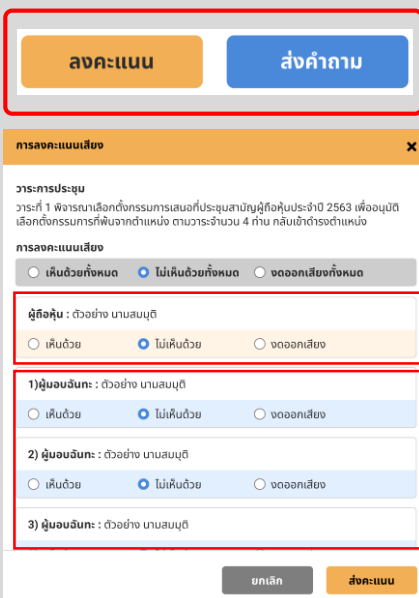 ลงคะแนน ส่งคำถาม
การลงคะแนนเสียง
วาระการประชุม
วาระที่ 1 พิจารณาเลือกตั้งกรรมการเสนอที่ประชุมสามัญผู้ถือหุ้นประจำปี 2563 เพื่ออนุมัติ
เลือกตั้งกรรมการที่พ้นจากตำแหน่ง ตามวาระจำนวน 4 ท่าน กลับเข้าดำรงตำแหน่ง
การลงคะแนนเสียง
เห็นด้วยทั้งหมด ไม่เห็นด้วยทั้งหมด งดออกเสียงทั้งหมด
ผู้ถือหุ้น : ตัวอย่าง นามสมมุติ
เห็นด้วย ไม่เห็นด้วย งดออกเสียง
1)ผู้มอบฉันทะ : ตัวอย่าง นามสมมุติ
เห็นด้วย ไม่เห็นด้วย งดออกเสียง
2) ผู้มอบฉันทะ : ตัวอย่าง นามสมมุติ
เห็นด้วย ไม่เห็นด้วย งดออกเสียง
3) ผู้มอบฉันทะ : ตัวอย่าง นามสมมุติ
ยกเลิก ส่งคะแนน